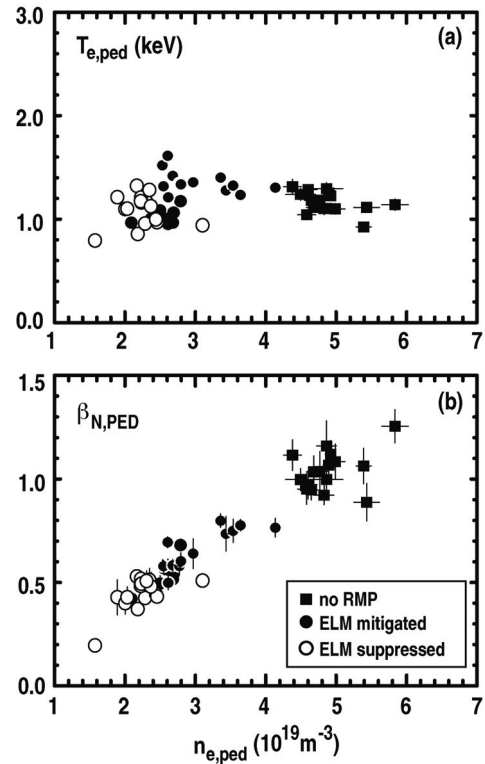 3.0
T_e,ped (keV)
(a)
2.0
1.0
0.0
1 2 3 4 5 6 7
1.5
β_N,PED
(b)
1.0
0.5
■ no RMP
● ELM mitigated
○ ELM suppressed
0.0
1 2 3 4 5 6 7
n_e,ped (10^19 m^-3)